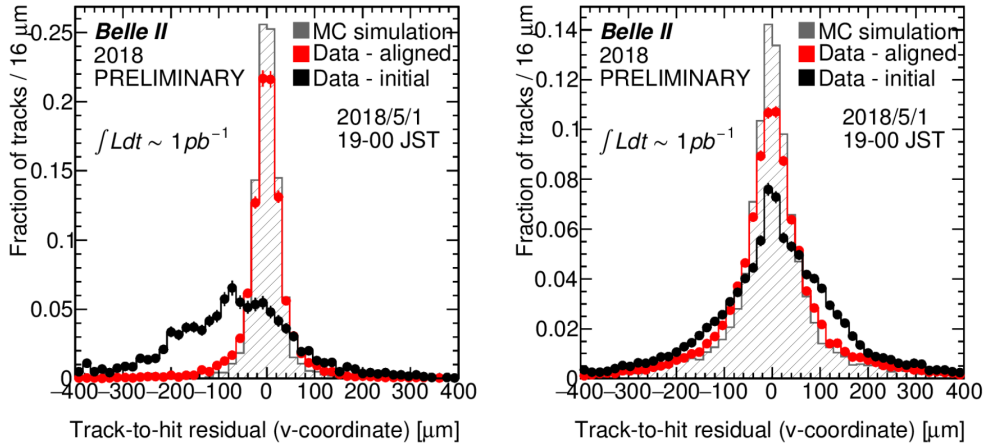 Belle II
2018
PRELIMINARY
MC simulation
Data - aligned
Data - initial
2018/5/1
19-00 JST
∫Ldt ~ 1pb⁻¹
Fraction of tracks / 16 μm
0.25
0.2
0.15
0.1
0.05
0
−400 −300 −200 −100 0 100 200 300 400
Track-to-hit residual (v-coordinate) [μm]
Belle II
2018
PRELIMINARY
MC simulation
Data - aligned
Data - initial
2018/5/1
19-00 JST
∫Ldt ~ 1pb⁻¹
Fraction of tracks / 16 μm
0.14
0.12
0.1
0.08
0.06
0.04
0.02
0
−400 −300 −200 −100 0 100 200 300 400
Track-to-hit residual (v-coordinate) [μm]